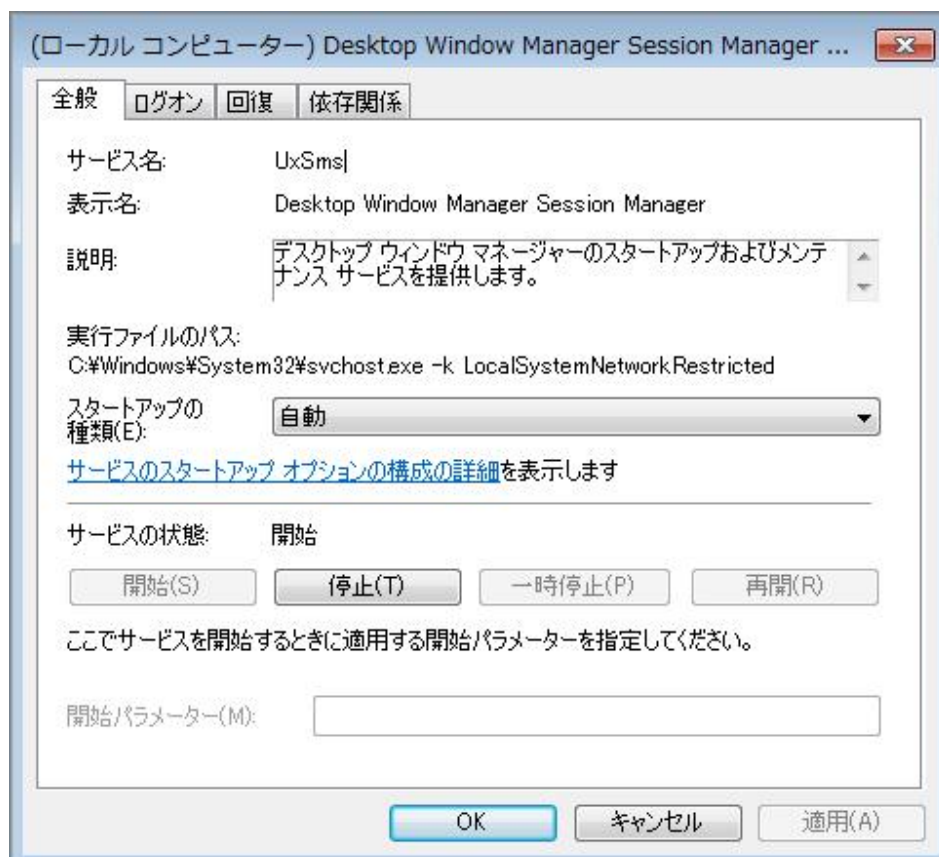 (ローカル コンピューター) Desktop Window Manager Session Manager ...
全般 ログオン 回復 依存関係
サービス名: UxSms
表示名: Desktop Window Manager Session Manager
説明: デスクトップ ウィンドウ マネージャーのスタートアップおよびメンテ
ナンス サービスを提供します。
実行ファイルのパス:
C:¥Windows¥System32¥svchost.exe -k LocalSystemNetworkRestricted
スタートアップの
種類(E): 自動
サービスのスタートアップ オプションの構成の詳細を表示します
サービスの状態: 開始
開始(S) 停止(T) 一時停止(P) 再開(R)
ここでサービスを開始するときに適用する開始パラメーターを指定してください。
開始パラメーター(M):
OK キャンセル 適用(A)